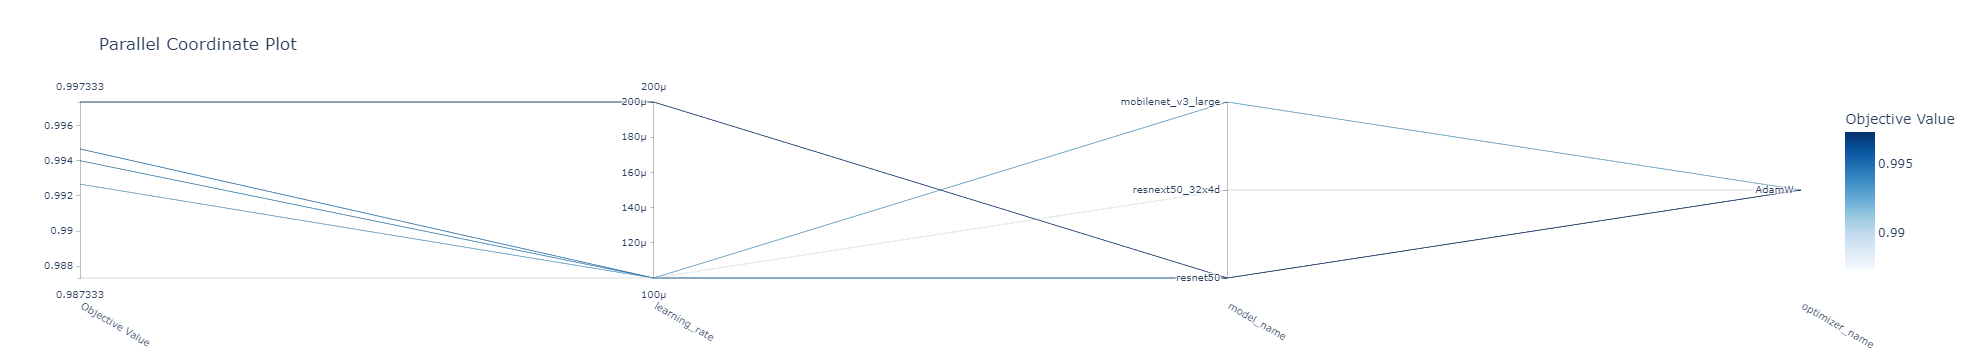 Parallel Coordinate Plot
0.997333
0.996
0.994
0.992
0.99
0.988
0.987333
Objective Value
200μ
200μ
180μ
160μ
140μ
120μ
100μ
learning_rate
mobilenet_v3_large
resnext50_32x4d
resnet50
model_name
AdamW
optimizer_name
Objective Value
0.995
0.99